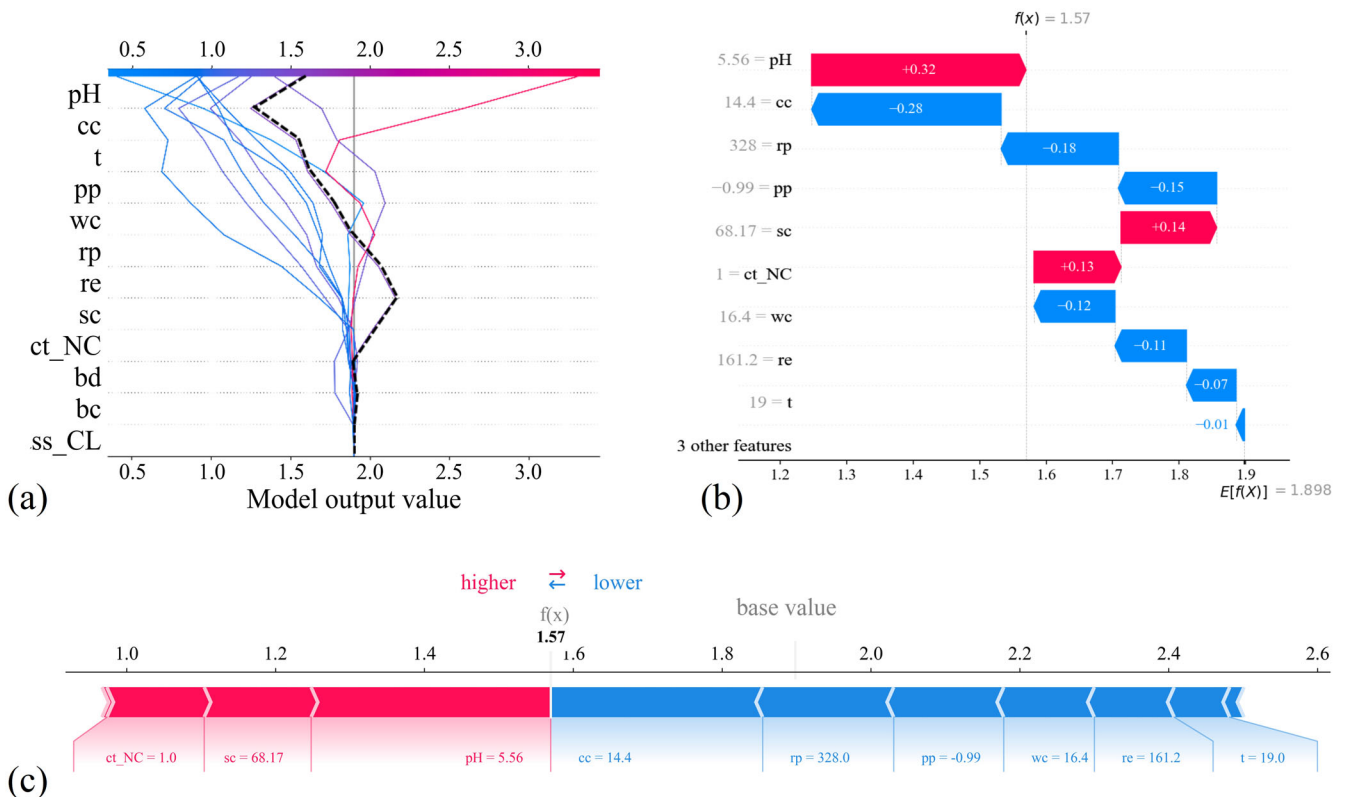 0.5 1.0 1.5 2.0 2.5 3.0
pH
cc
t
pp
wc
rp
re
sc
ct_NC
bd
bc
ss_CL
0.5 1.0 1.5 2.0 2.5 3.0
Model output value
(a)
f(x) = 1.57
5.56 = pH
+0.32
14.4 = cc
−0.28
328 = rp
−0.18
−0.99 = pp
−0.15
68.17 = sc
+0.14
1 = ct_NC
+0.13
16.4 = wc
−0.12
161.2 = re
−0.11
19 = t
−0.07
3 other features
−0.01
1.2 1.3 1.4 1.5 1.6 1.7 1.8 1.9
E[f(X)] = 1.898
(b)
higher ⇄ lower
f(x)
base value
1.57
1.0 1.2 1.4 1.6 1.8 2.0 2.2 2.4 2.6
ct_NC = 1.0 sc = 68.17 pH = 5.56 cc = 14.4 rp = 328.0 pp = -0.99 wc = 16.4 re = 161.2 t = 19.0
(c)